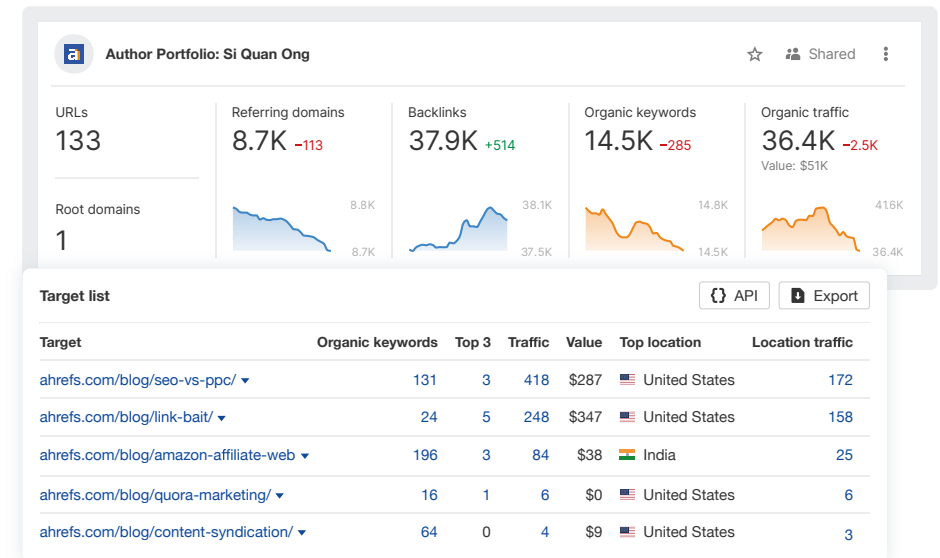 Author Portfolio: Si Quan Ong
Shared
URLs
133
Root domains
1
Referring domains
8.7K –113
8.8K
8.7K
Backlinks
37.9K +514
38.1K
37.5K
Organic keywords
14.5K –285
14.8K
14.5K
Organic traffic
36.4K –2.5K
Value: $51K
416K
36.4K
Target list
{} API
Export
Target Organic keywords Top 3 Traffic Value Top location Location traffic
ahrefs.com/blog/seo-vs-ppc/ 131 3 418 $287 United States 172
ahrefs.com/blog/link-bait/ 24 5 248 $347 United States 158
ahrefs.com/blog/amazon-affiliate-web 196 3 84 $38 India 25
ahrefs.com/blog/quora-marketing/ 16 1 6 $0 United States 6
ahrefs.com/blog/content-syndication/ 64 0 4 $9 United States 3